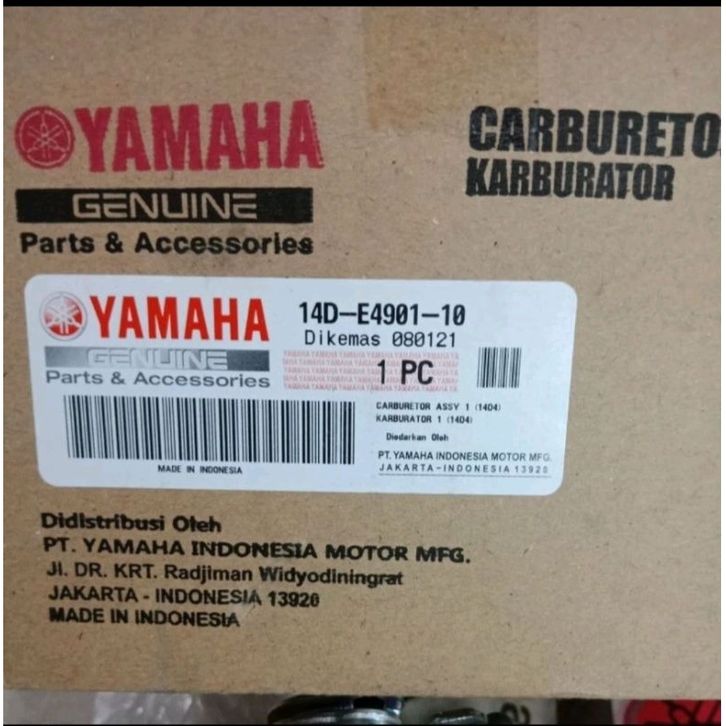 YAMAHA
GENUINE
Parts & Accessories
CARBURETO
KARBURATOR
YAMAHA
GENUINE
Parts & Accessories
MADE IN INDONESIA
14D-E4901-10
Dikemas 080121
1 PC
CARBURETOR ASSY 1 (14D4)
KARBURATOR 1 (14D4)
Diedarkan Oleh
PT. YAMAHA INDONESIA MOTOR MFG.
JAKARTA-INDONESIA 13920
Didistribusi Oleh
PT. YAMAHA INDONESIA MOTOR MFG.
Jl. DR. KRT. Radjiman Widyodiningrat
JAKARTA - INDONESIA 13920
MADE IN INDONESIA